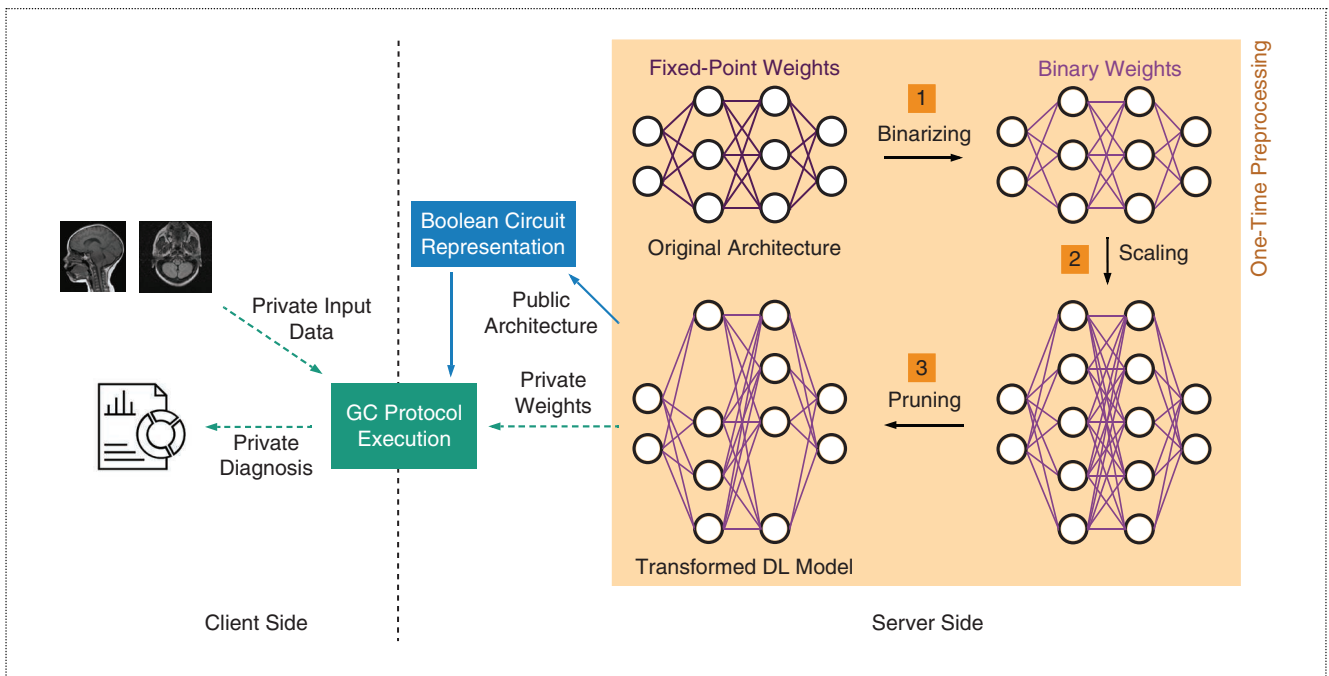 Fixed-Point Weights
Binary Weights
1
Binarizing
Original Architecture
2
Scaling
One-Time Preprocessing
3
Pruning
Transformed DL Model
Boolean Circuit
Representation
Public
Architecture
Private
Weights
Private Input
Data
GC Protocol
Execution
Private
Diagnosis
Client Side
Server Side